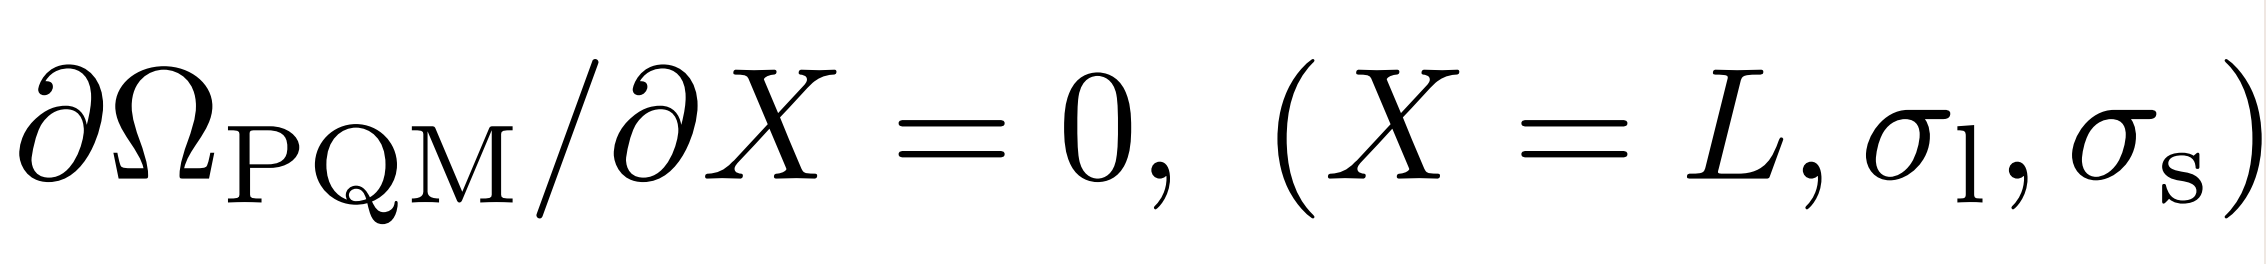 ∂Ω_PQM/∂X = 0, (X = L, σ_l, σ_s)